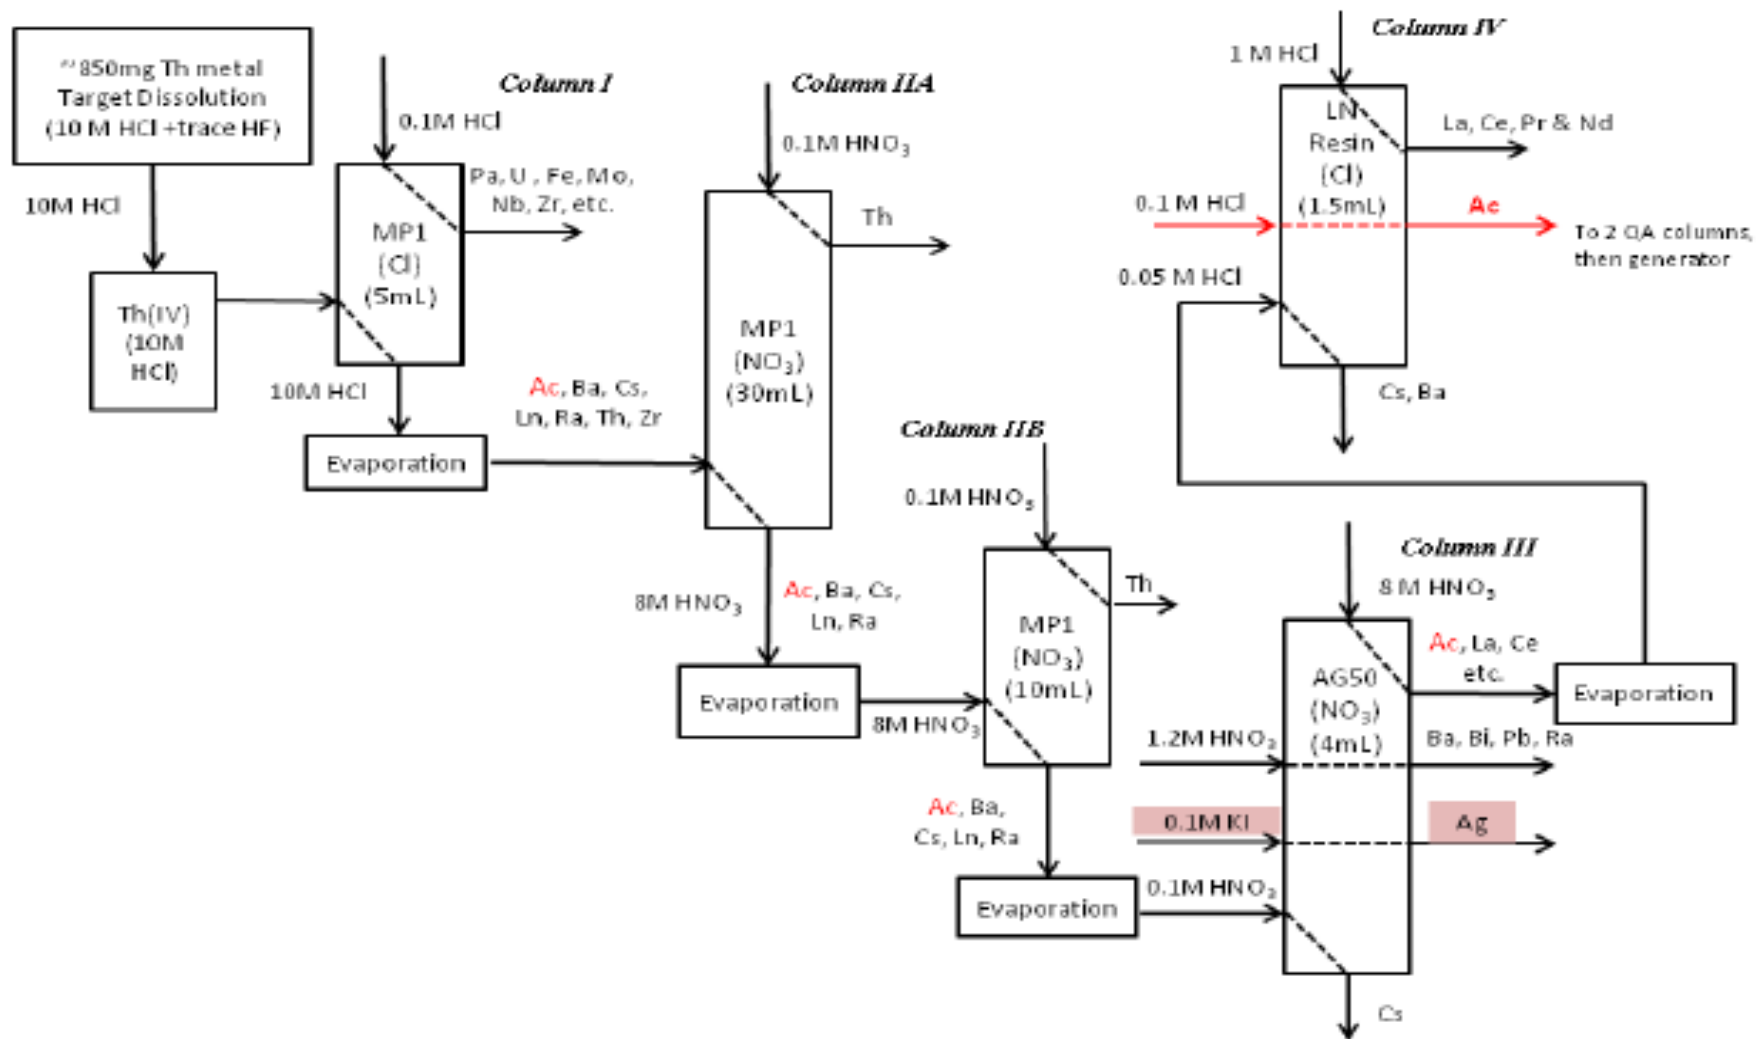 ~850mg Th metal
Target Dissolution
(10 M HCl +trace HF)
10M HCl
Th(IV)
(10M
HCl)
Column I
0.1M HCl
MP1
(Cl)
(5mL)
Pa, U , Fe, Mo,
Nb, Zr, etc.
10M HCl
Evaporation
Ac, Ba, Cs,
Ln, Ra, Th, Zr
Column IIA
0.1M HNO3
MP1
(NO3)
(30mL)
Th
8M HNO3
Ac, Ba, Cs,
Ln, Ra
Evaporation
8M HNO3
Column IIB
0.1M HNO3
MP1
(NO3)
(10mL)
Th
Ac, Ba,
Cs, Ln, Ra
Evaporation
0.1M HNO3
Column III
8 M HNO3
AG50
(NO3)
(4mL)
1.2M HNO3
Ba, Bi, Pb, Ra
0.1M KI
Ag
Cs
Ac, La, Ce
etc.
Evaporation
Column IV
1 M HCl
LN
Resin
(Cl)
(1.5mL)
La, Ce, Pr & Nd
0.1 M HCl
Ac
To 2 QA columns,
then generator
0.05 M HCl
Cs, Ba